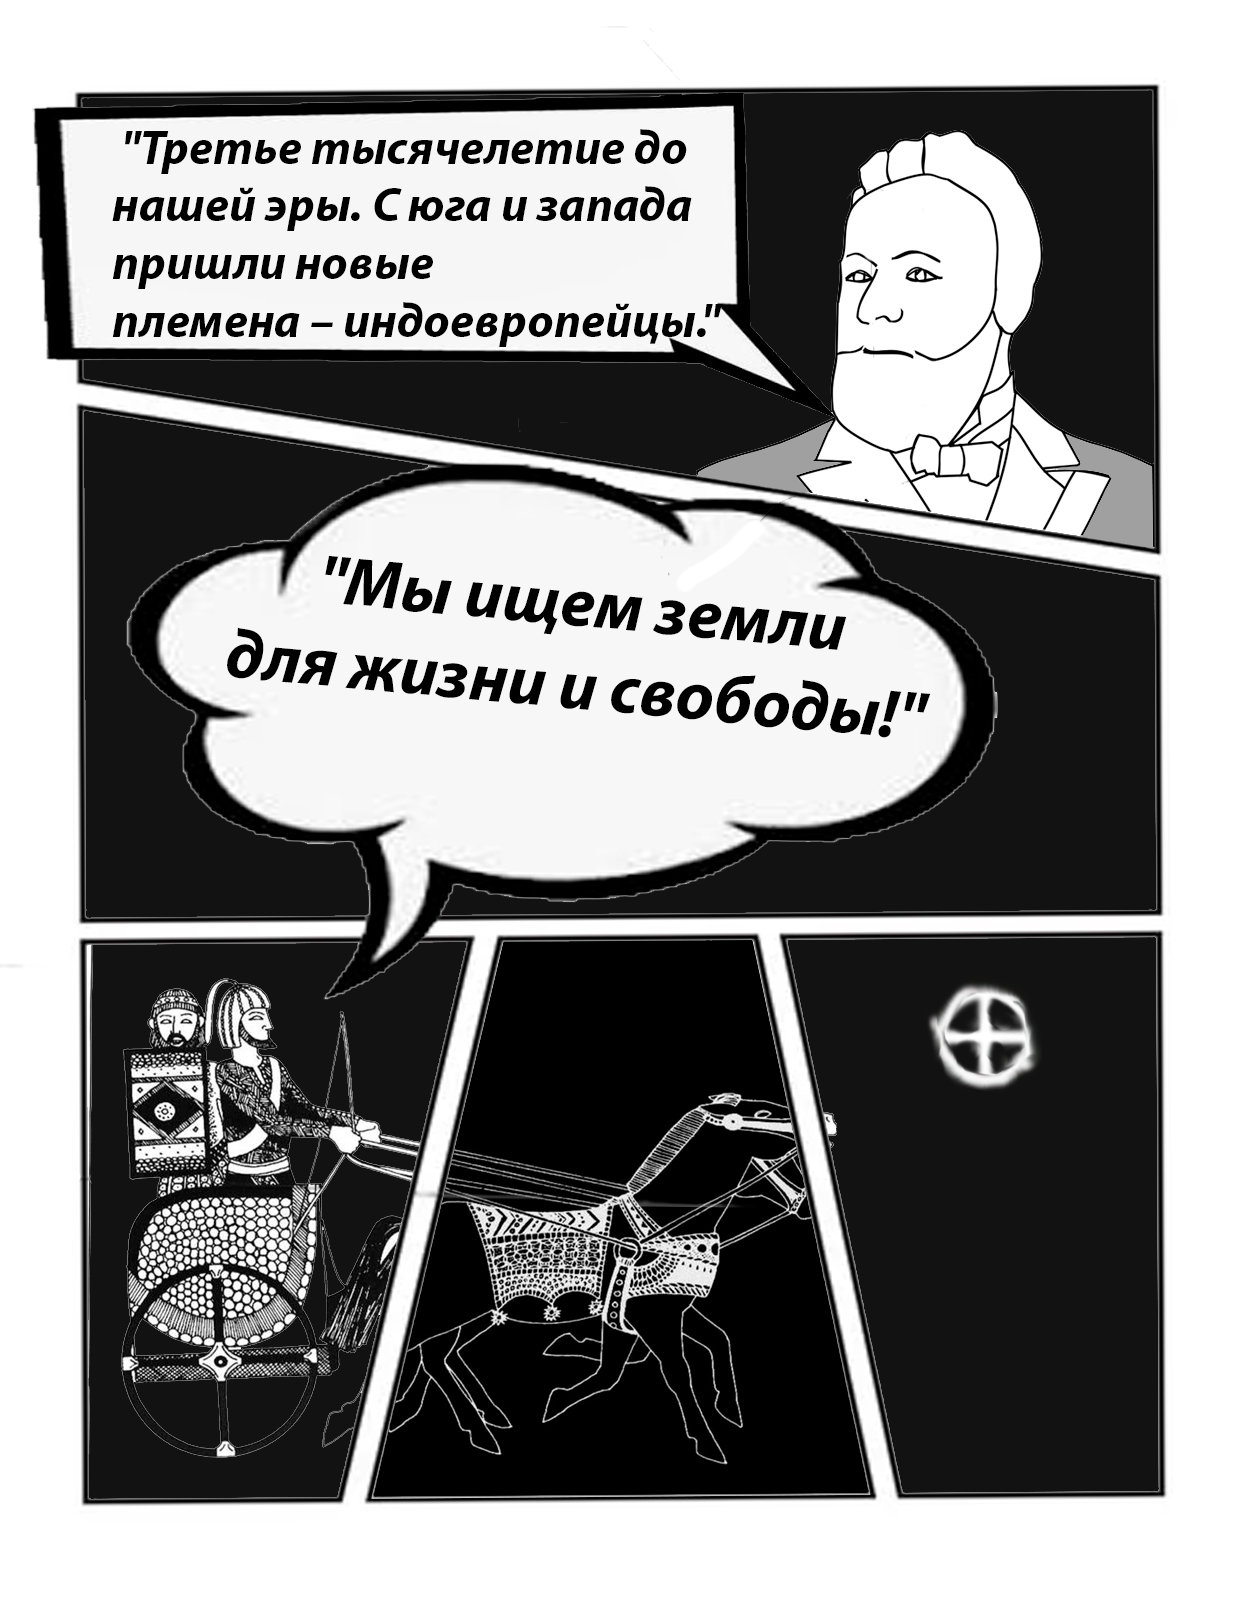 "Третье тысячелетие до
нашей эры. С юга и запада
пришли новые
племена – индоевропейцы."
"Мы ищем земли
для жизни и свободы!"